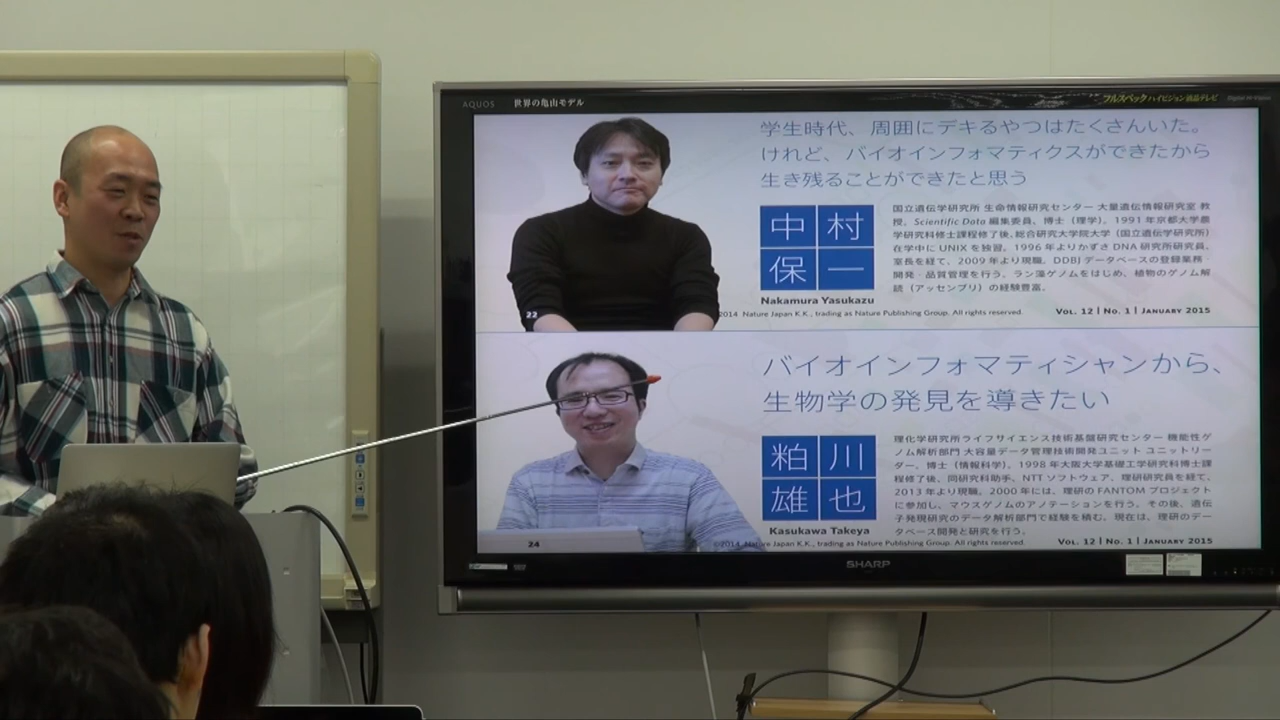 AQUOS 世界の亀山モデル
フルスペックハイビジョン液晶テレビ
学生時代、周囲にデキるやつはたくさんいた。
けれど、バイオインフォマティクスができたから
生き残ることができたと思う
中村
保一
Nakamura Yasukazu
国立遺伝学研究所 生命情報研究センター 大量遺伝情報研究室 教
授。Scientific Data 編集委員。博士（理学）。1991 年京都大学農
学研究科修士課程修了後、総合研究大学院大学（国立遺伝学研究所）
在学中に UNIX を独習。1996 年よりかずさ DNA 研究所研究員、
室長を経て、2009 年より現職。DDBJ データベースの登録業務・
開発・品質管理を行う。ラン藻ゲノムをはじめ、植物のゲノム解
読（アッセンブリ）の経験豊富。
22
2014 Nature Japan K.K., trading as Nature Publishing Group. All rights reserved.
VOL. 12 | NO. 1 | JANUARY 2015
バイオインフォマティシャンから、
生物学の発見を導きたい
粕川
雄也
Kasukawa Takeya
理化学研究所ライフサイエンス技術基盤研究センター 機能性ゲ
ノム解析部門 大容量データ管理技術開発ユニット ユニットリー
ダー。博士（情報科学）。1998 年大阪大学基礎工学研究科博士課
程修了後、同研究科助手、NTT ソフトウェア、理研研究員を経て、
2013 年より現職。2000 年には、理研の FANTOM プロジェクト
に参加し、マウスゲノムのアノテーションを行う。その後、遺伝
子発現研究のデータ解析部門で経験を積む。現在は、理研のデー
タベース開発と研究を行う。
24
©2014 Nature Japan K.K., trading as Nature Publishing Group. All rights reserved.
VOL. 12 | NO. 1 | JANUARY 2015
SHARP